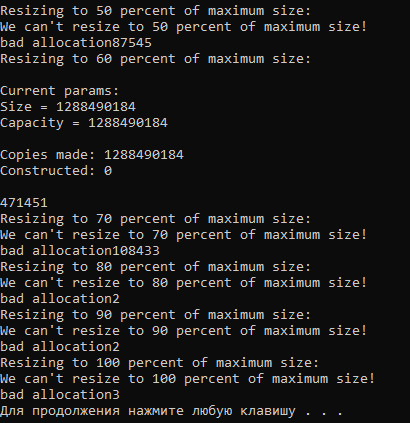 Resizing to 50 percent of maximum size:
We can't resize to 50 percent of maximum size!
bad allocation87545
Resizing to 60 percent of maximum size:
Current params:
Size = 1288490184
Capacity = 1288490184
Copies made: 1288490184
Constructed: 0
471451
Resizing to 70 percent of maximum size:
We can't resize to 70 percent of maximum size!
bad allocation108433
Resizing to 80 percent of maximum size:
We can't resize to 80 percent of maximum size!
bad allocation2
Resizing to 90 percent of maximum size:
We can't resize to 90 percent of maximum size!
bad allocation2
Resizing to 100 percent of maximum size:
We can't resize to 100 percent of maximum size!
bad allocation3
Для продолжения нажмите любую клавишу . . .